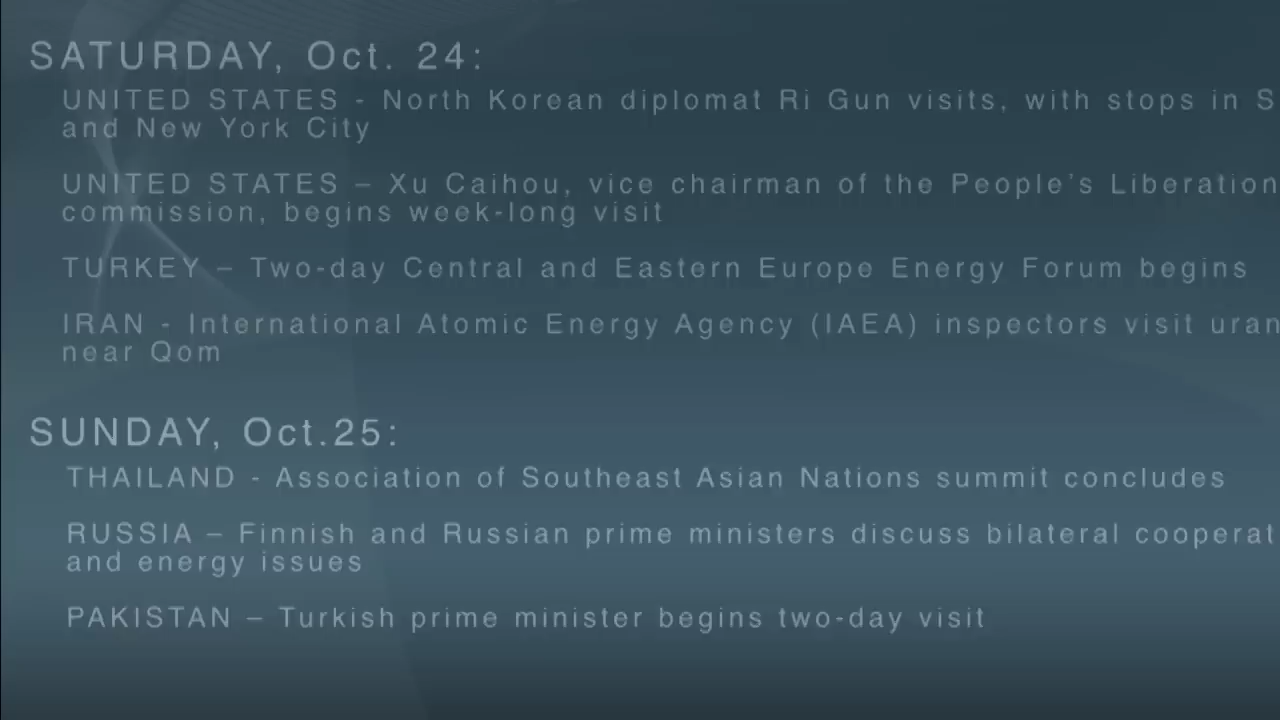 SATURDAY, Oct. 24:
UNITED STATES - North Korean diplomat Ri Gun visits, with stops in S
and New York City
UNITED STATES – Xu Caihou, vice chairman of the People's Liberation
commission, begins week-long visit
TURKEY – Two-day Central and Eastern Europe Energy Forum begins
IRAN - International Atomic Energy Agency (IAEA) inspectors visit uran
near Qom
SUNDAY, Oct.25:
THAILAND - Association of Southeast Asian Nations summit concludes
RUSSIA – Finnish and Russian prime ministers discuss bilateral cooperat
and energy issues
PAKISTAN – Turkish prime minister begins two-day visit